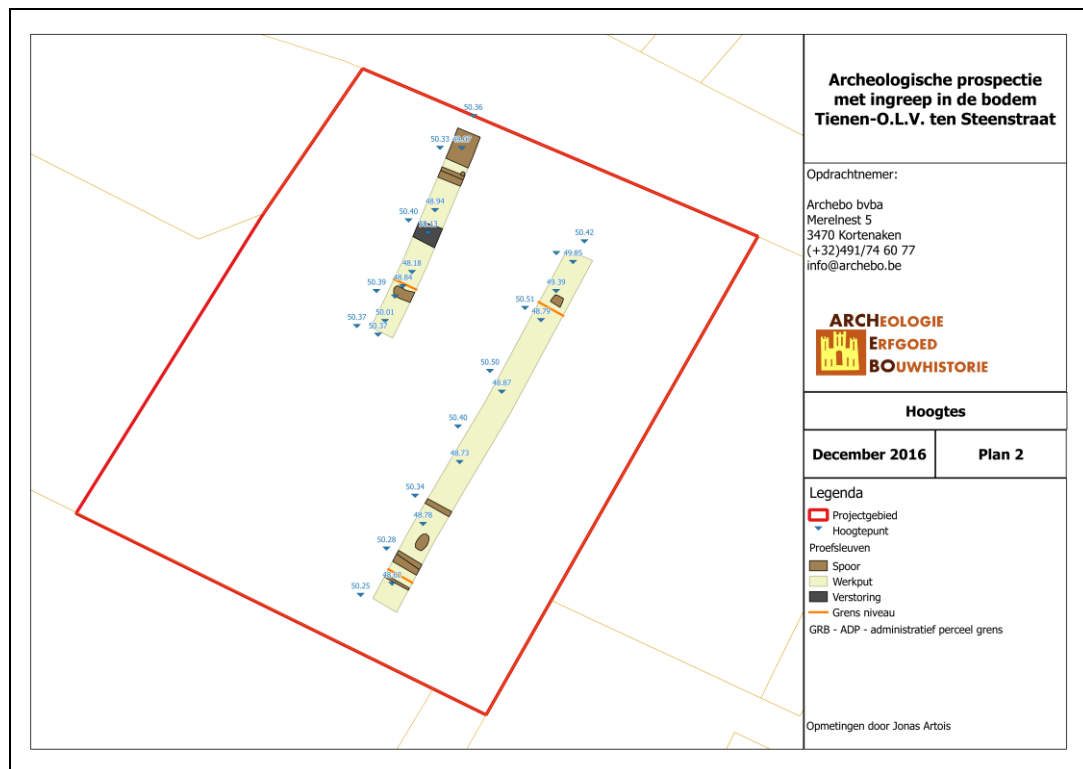 Archeologische prospectie
met ingreep in de bodem
Tienen-O.L.V. ten Steenstraat
Opdrachtnemer:
Archebo bvba
Merelnest 5
3470 Kortenaken
(+32)491/74 60 77
info@archebo.be
ARCHEOLOGIE
ERFGOED
BOUWHISTORIE
Hoogtes
December 2016
Plan 2
Legenda
Projectgebied
Hoogtepunt
Proefsleuven
Spoor
Werkput
Verstoring
Grens niveau
GRB - ADP - administratief perceel grens
Opmetingen door Jonas Artois
50.36
50.33
48.94
50.40
48.18
48.84
50.39
50.01
50.37
50.37
50.42
49.85
49.39
50.51
48.79
50.50
48.87
50.40
48.73
50.34
48.78
50.28
50.25